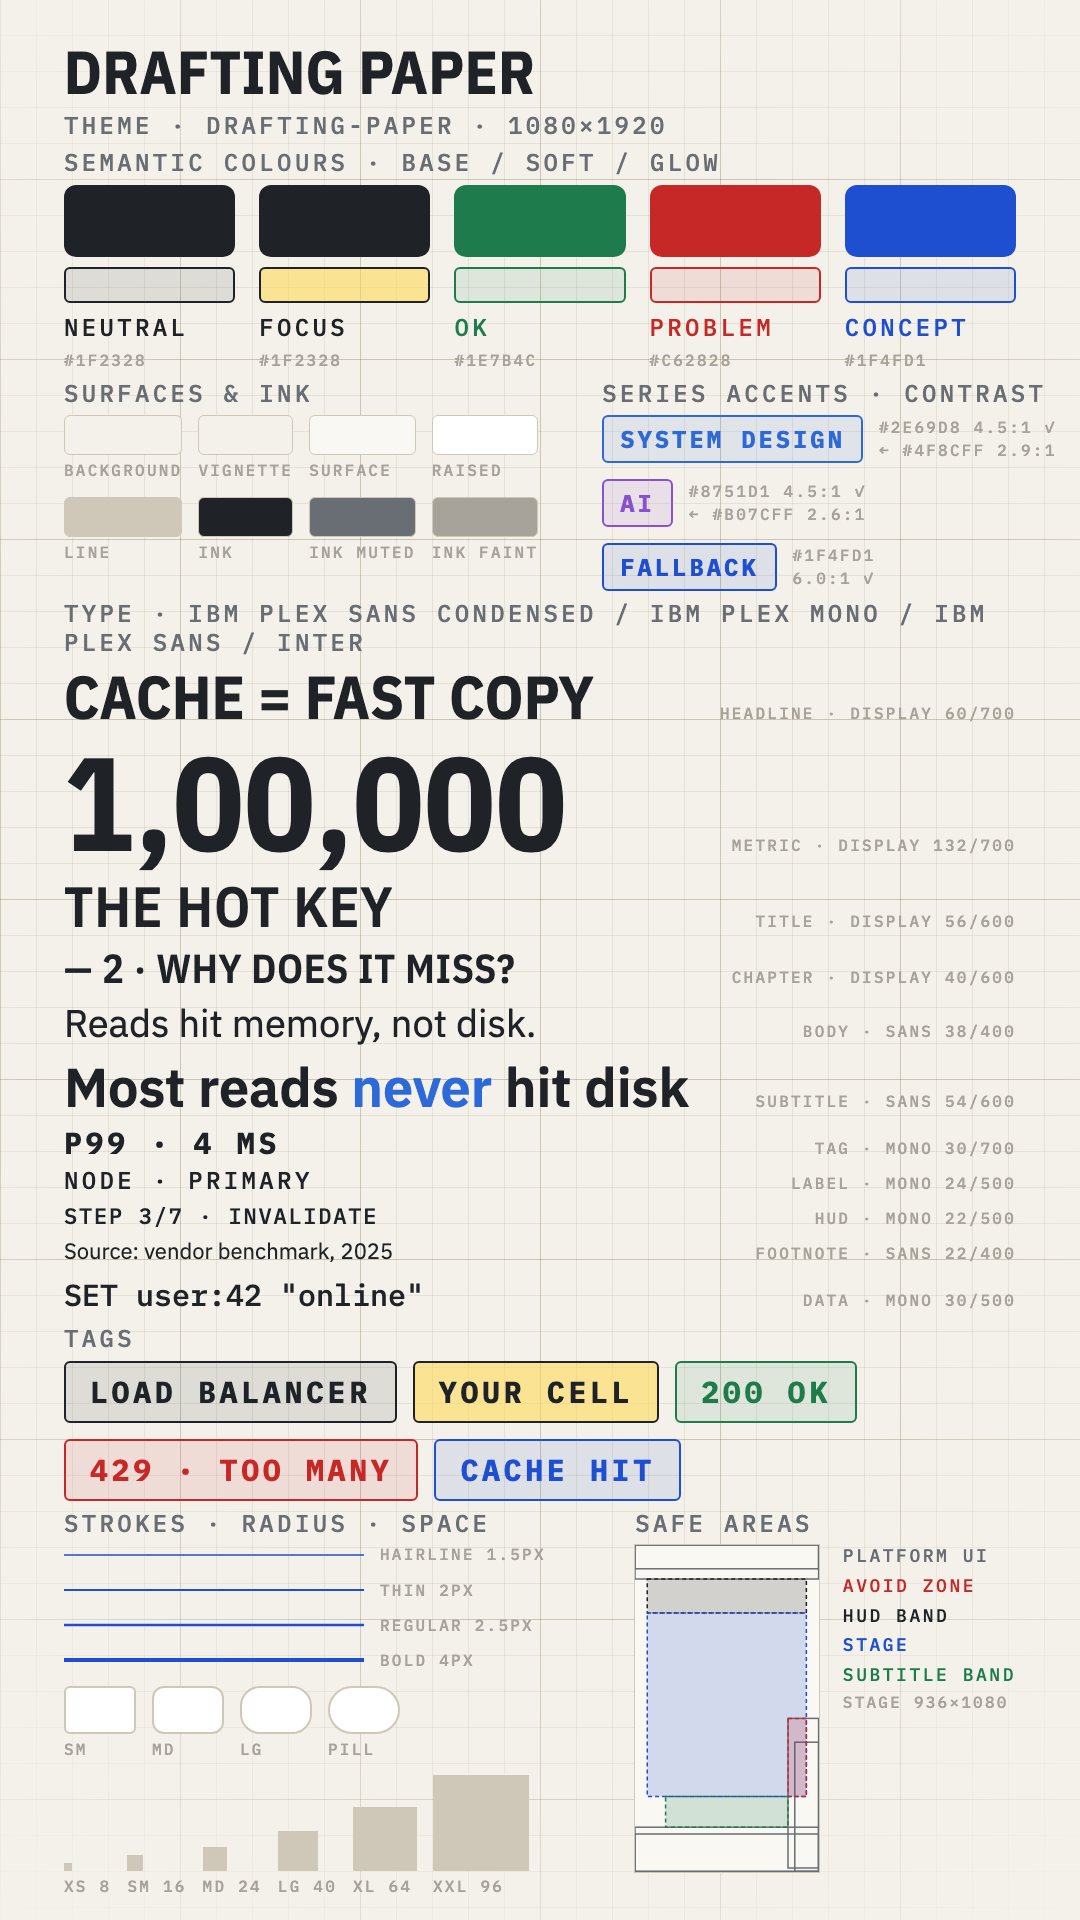 DRAFTING PAPER
THEME · DRAFTING-PAPER · 1080×1920
SEMANTIC COLOURS · BASE / SOFT / GLOW
NEUTRAL FOCUS OK PROBLEM CONCEPT
#1F2328 #1F2328 #1E7B4C #C62828 #1F4FD1
SURFACES & INK
BACKGROUND VIGNETTE SURFACE RAISED
LINE INK INK MUTED INK FAINT
SERIES ACCENTS · CONTRAST
SYSTEM DESIGN
#2E69D8 4.5:1 √
← #4F8CFF 2.9:1
AI
#8751D1 4.5:1 √
← #B07CFF 2.6:1
FALLBACK
#1F4FD1
6.0:1 √
TYPE · IBM PLEX SANS CONDENSED / IBM PLEX MONO / IBM
PLEX SANS / INTER
CACHE = FAST COPY
HEADLINE · DISPLAY 60/700
1,00,000
METRIC · DISPLAY 132/700
THE HOT KEY
TITLE · DISPLAY 56/600
— 2 · WHY DOES IT MISS?
CHAPTER · DISPLAY 40/600
Reads hit memory, not disk.
BODY · SANS 38/400
Most reads never hit disk
SUBTITLE · SANS 54/600
P99 · 4 MS
TAG · MONO 30/700
NODE · PRIMARY
LABEL · MONO 24/500
STEP 3/7 · INVALIDATE
HUD · MONO 22/500
Source: vendor benchmark, 2025
FOOTNOTE · SANS 22/400
SET user:42 "online"
DATA · MONO 30/500
TAGS
LOAD BALANCER YOUR CELL 200 OK
429 · TOO MANY CACHE HIT
STROKES · RADIUS · SPACE
HAIRLINE 1.5PX
THIN 2PX
REGULAR 2.5PX
BOLD 4PX
SM MD LG PILL
XS 8 SM 16 MD 24 LG 40 XL 64 XXL 96
SAFE AREAS
PLATFORM UI
AVOID ZONE
HUD BAND
STAGE
SUBTITLE BAND
STAGE 936×1080